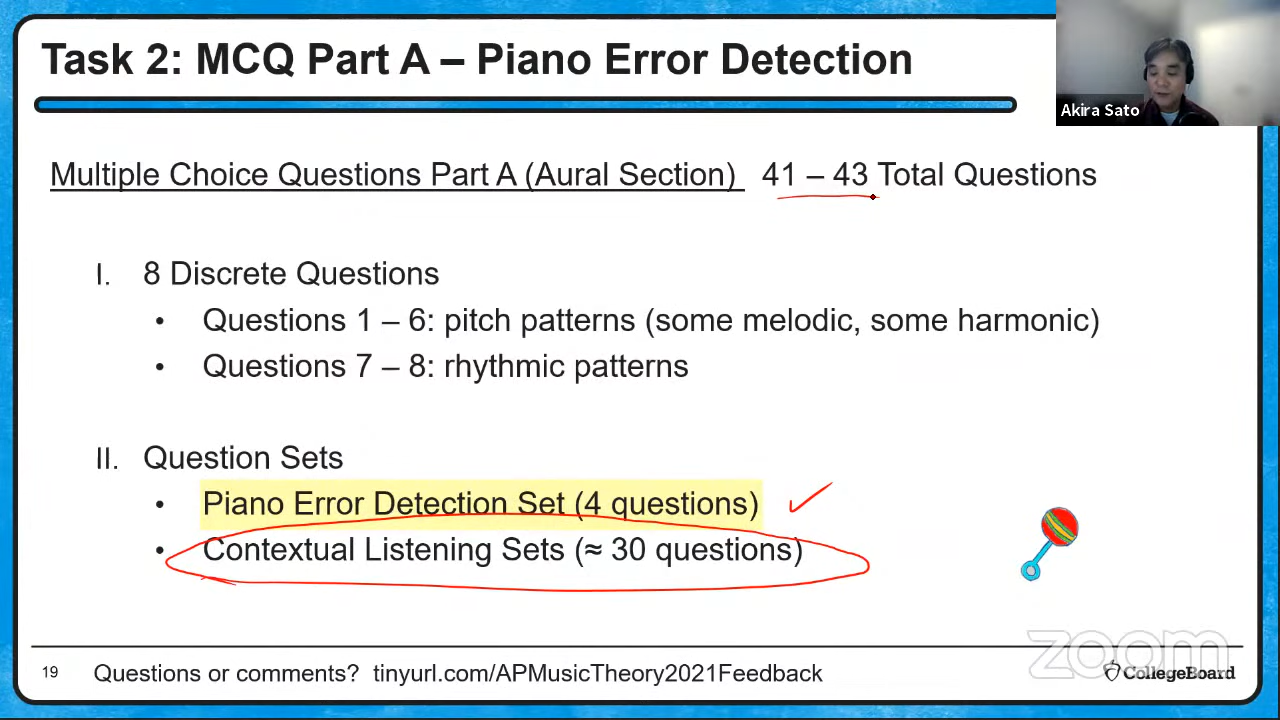 Task 2: MCQ Part A – Piano Error Detection
Akira Sato
Multiple Choice Questions Part A (Aural Section) 41 – 43 Total Questions
I. 8 Discrete Questions
• Questions 1 – 6: pitch patterns (some melodic, some harmonic)
• Questions 7 – 8: rhythmic patterns
II. Question Sets
• Piano Error Detection Set (4 questions)
• Contextual Listening Sets (≈ 30 questions)
zoom
19 Questions or comments? tinyurl.com/APMusicTheory2021Feedback CollegeBoard